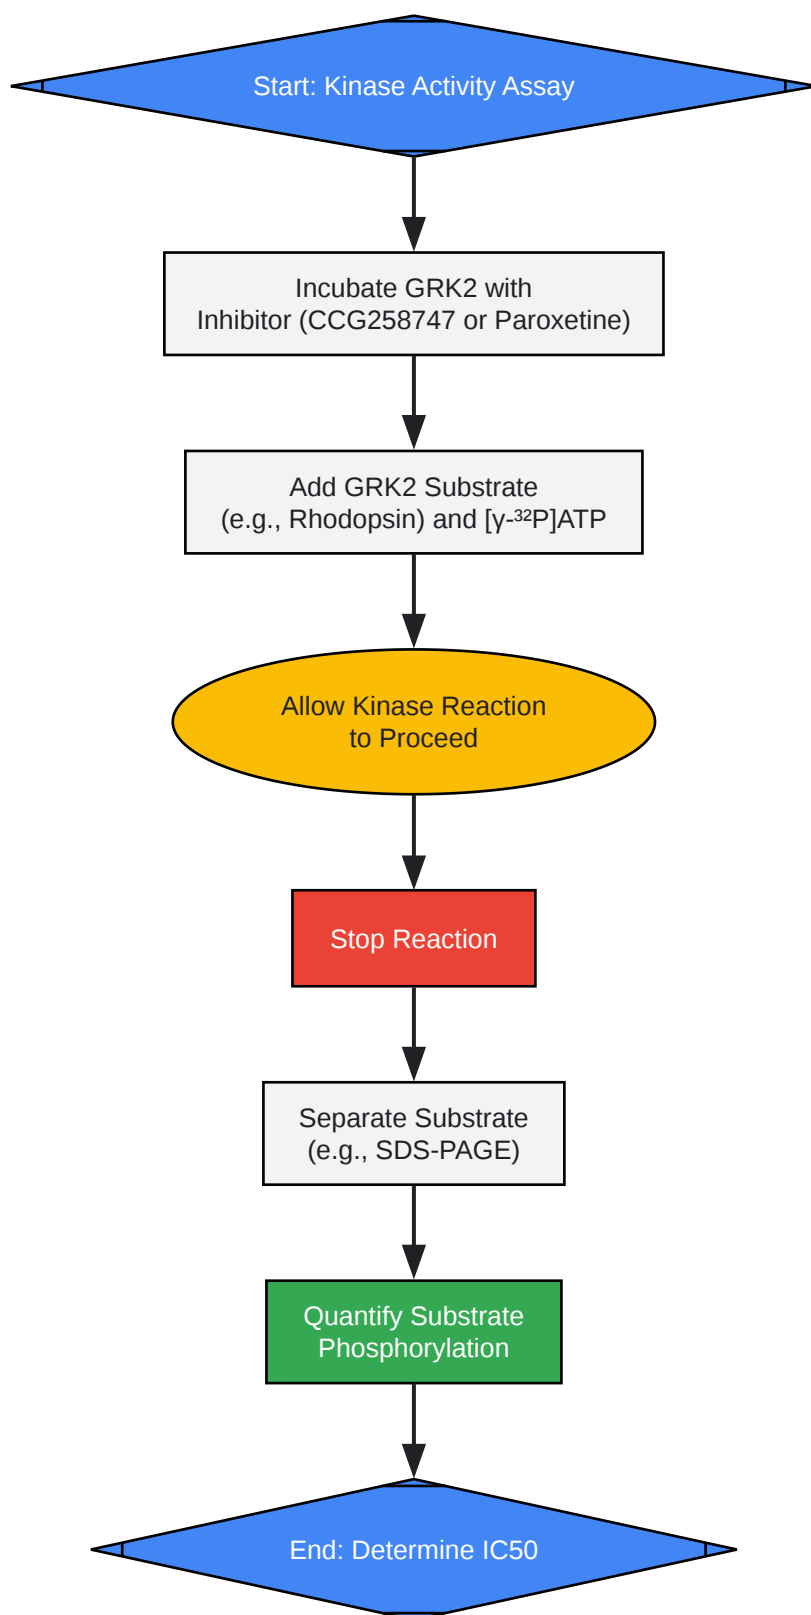 Start: Kinase Activity Assay
Incubate GRK2 with
Inhibitor (CCG258747 or Paroxetine)
Add GRK2 Substrate
(e.g., Rhodopsin) and [γ-³²P]ATP
Allow Kinase Reaction
to Proceed
Stop Reaction
Separate Substrate
(e.g., SDS-PAGE)
Quantify Substrate
Phosphorylation
End: Determine IC50